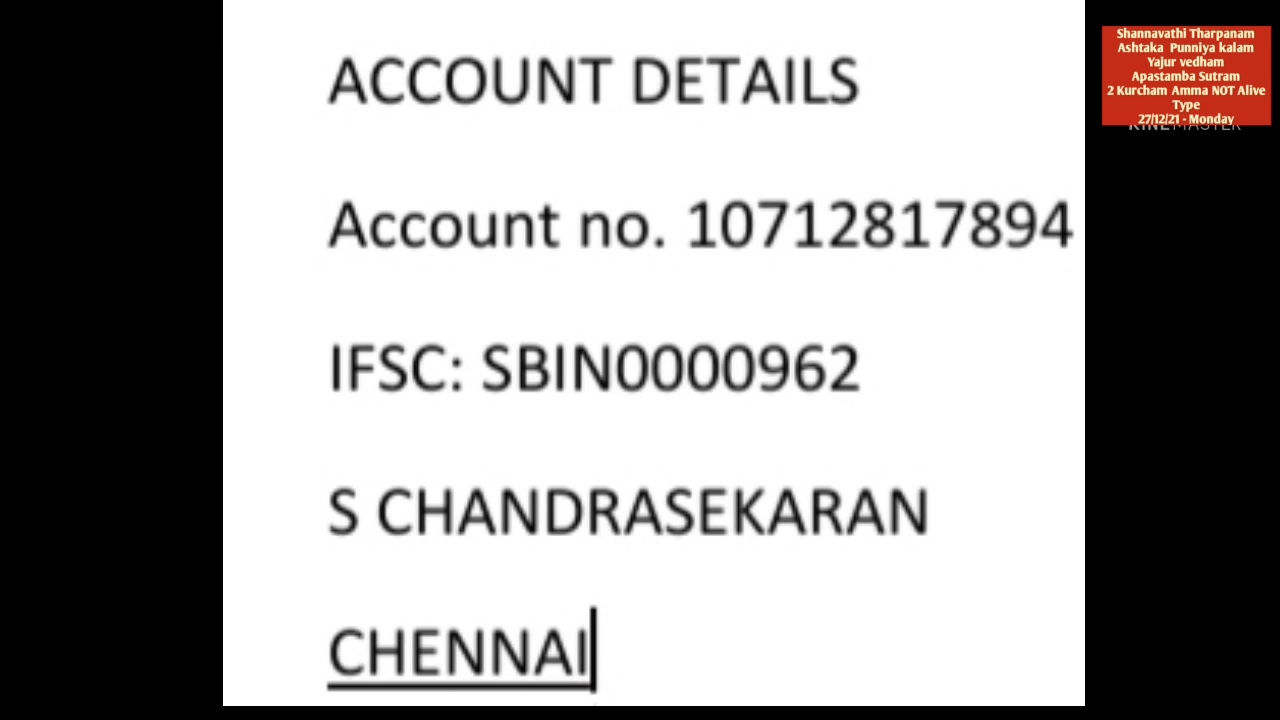 ACCOUNT DETAILS
Account no. 10712817894
IFSC: SBIN0000962
S CHANDRASEKARAN
CHENNAI
Shannavathi Tharpanam
Ashtaka Punniya kalam
Yajur vedham
Apastamba Sutram
2 Kurcham Amma NOT Alive
Type
27/12/21 - Monday
KINEMASTER